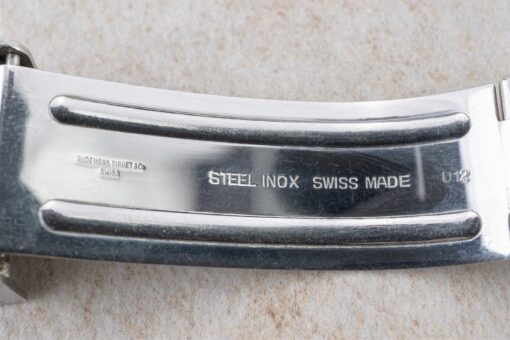 AUDEMARS PIGUET & Co
SWISS
STEEL INOX SWISS MADE U12